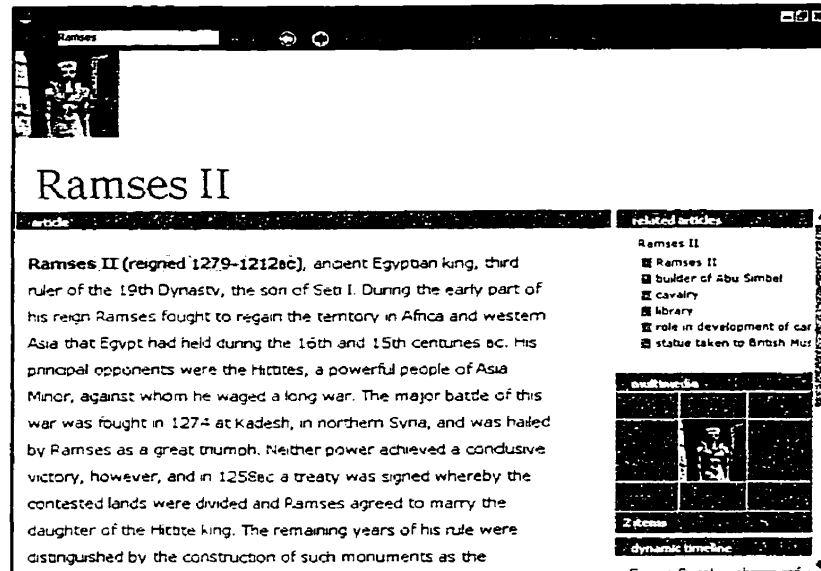 Ramses
Ramses II
article
Ramses II (reigned 1279-1212BC), ancient Egyptian king, third
ruler of the 19th Dynasty, the son of Seti I. During the early part of
his reign Ramses fought to regain the territory in Africa and western
Asia that Egypt had held during the 16th and 15th centuries BC. His
principal opponents were the Hittites, a powerful people of Asia
Minor, against whom he waged a long war. The major battle of this
war was fought in 1274 at Kadesh, in northern Syria, and was hailed
by Ramses as a great triumph. Neither power achieved a conclusive
victory, however, and in 1258BC a treaty was signed whereby the
contested lands were divided and Ramses agreed to marry the
daughter of the Hittite king. The remaining years of his rule were
distinguished by the construction of such monuments as the
related articles
Ramses II
Ramses II
builder of Abu Simbel
cavalry
library
role in development of car
statue taken to British Mus
multimedia
2 items
dynamic timeline